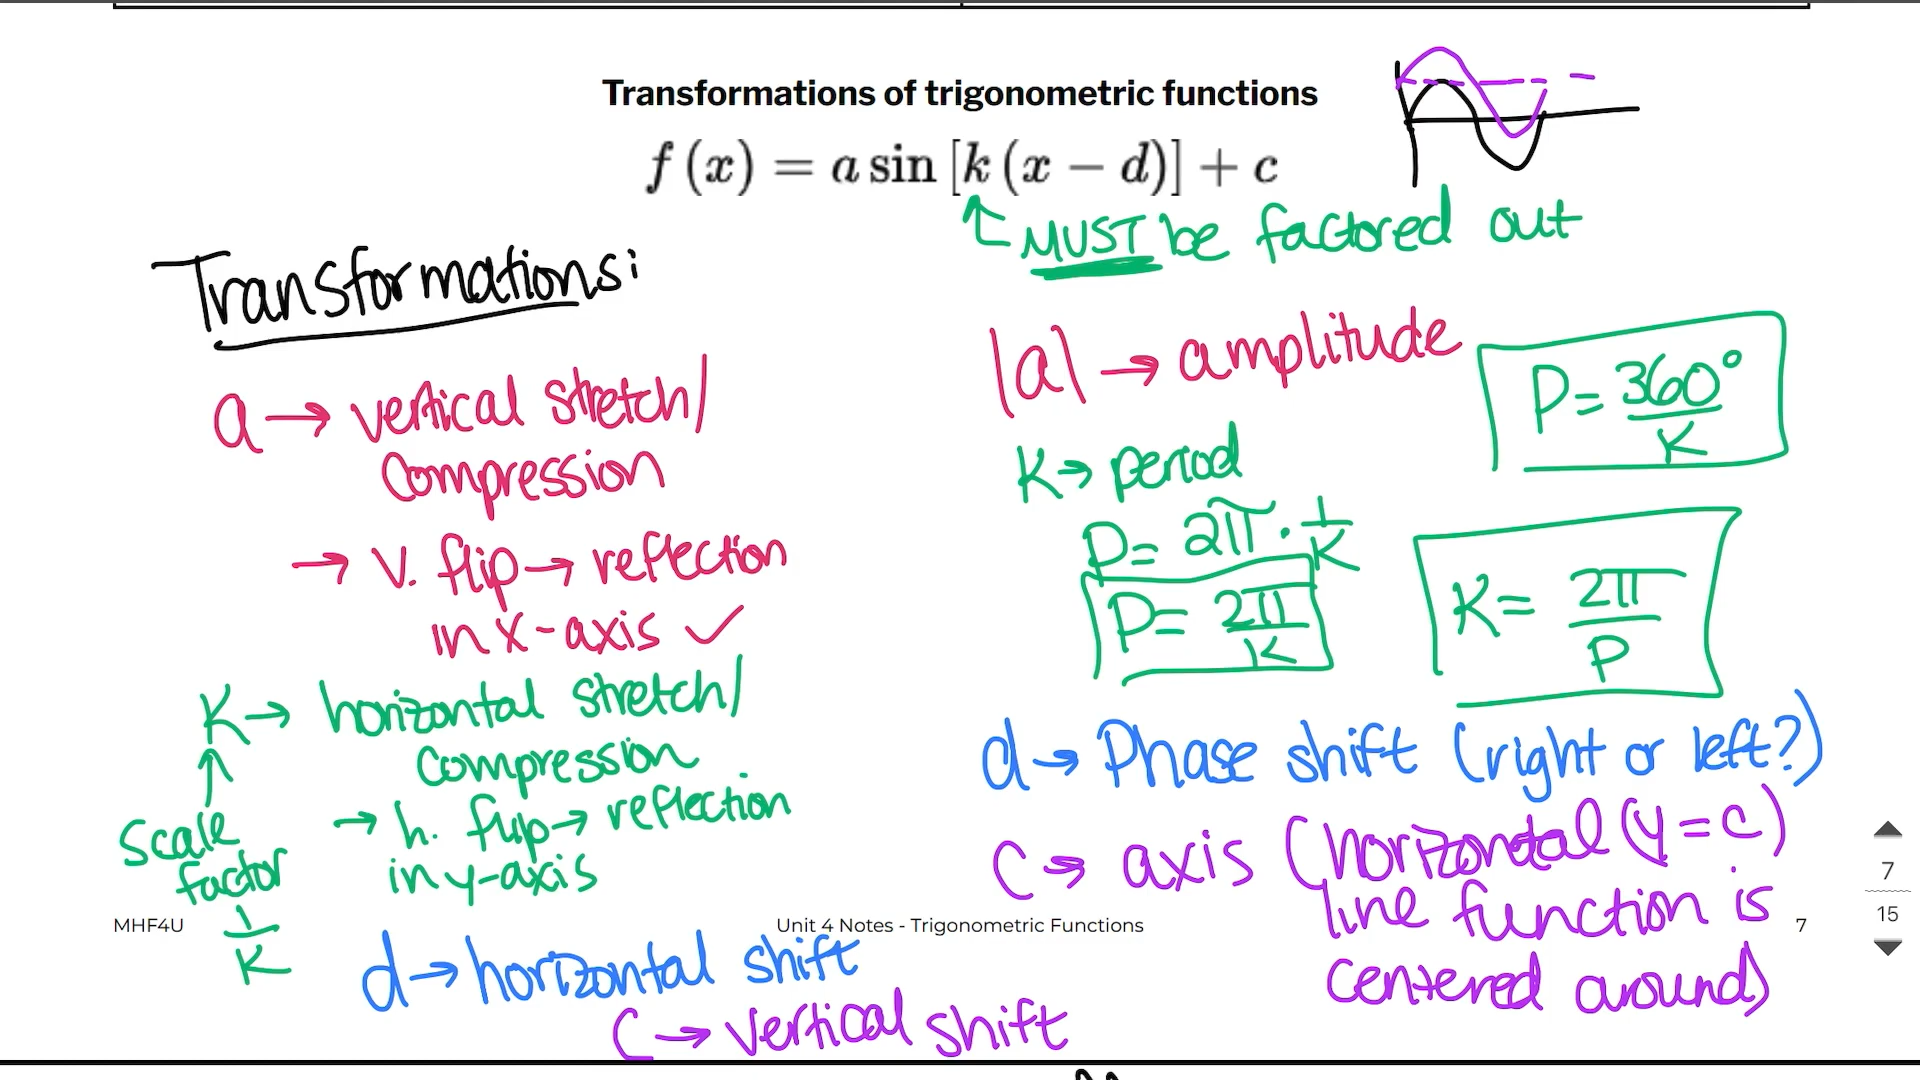 Transformations of trigonometric functions
f (x) = a sin [k (x − d)] + c
↑ MUST be factored out
Transformations:
a → vertical stretch/
compression
→ v. flip → reflection
in x-axis ✓
K → horizontal stretch/
compression
→ h. flip → reflection
in y-axis
↑
Scale
factor
1/K
d → horizontal shift
C → vertical shift
|a| → amplitude
K → period
P = 360°/K
P = 2π · 1/K
P = 2π/K
K = 2π/P
d → Phase shift (right or left?)
C → axis (horizontal (y = c)
line function is
centered around)
MHF4U
Unit 4 Notes - Trigonometric Functions
7
7
15